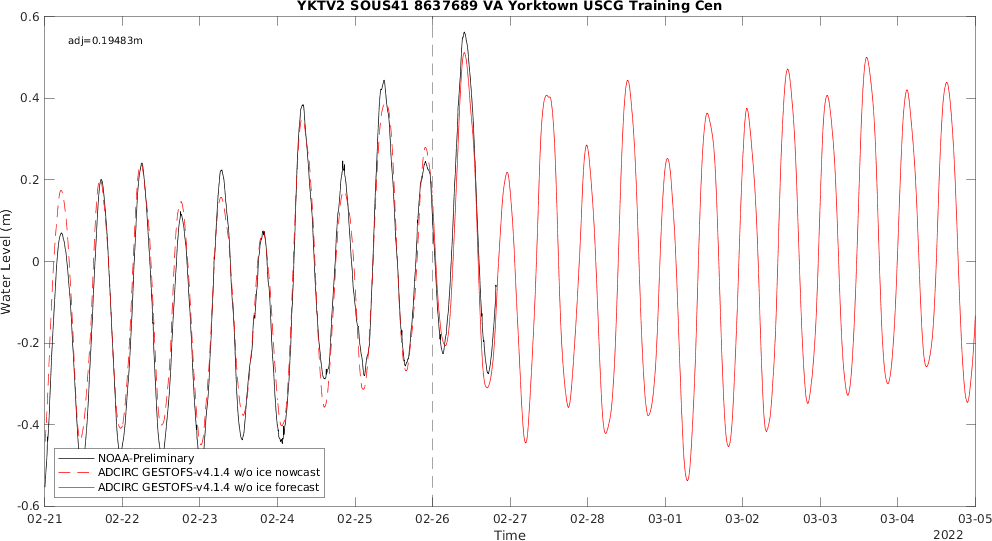 YKTV2 SOUS41 8637689 VA Yorktown USCG Training Cen
adj=0.19483m
Water Level (m)
0.6
0.4
0.2
0
-0.2
-0.4
-0.6
NOAA-Preliminary
ADCIRC GESTOFS-v4.1.4 w/o ice nowcast
ADCIRC GESTOFS-v4.1.4 w/o ice forecast
02-21 02-22 02-23 02-24 02-25 02-26 02-27 02-28 03-01 03-02 03-03 03-04 03-05
Time
2022